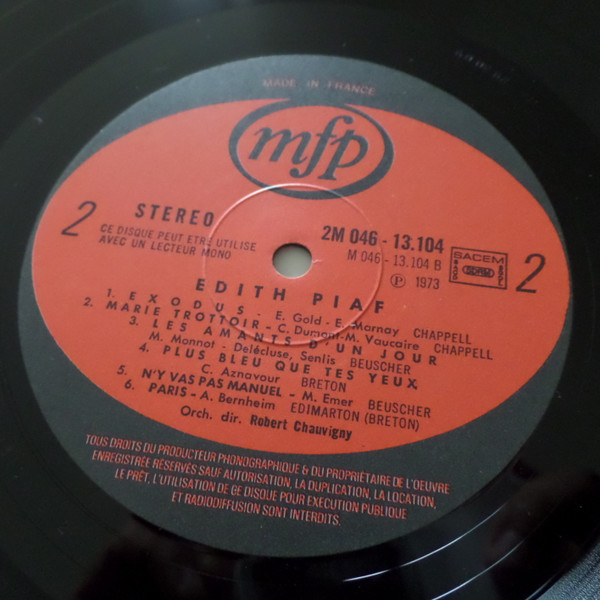 MADE IN FRANCE
mfp
2
STEREO
CE DISQUE PEUT ETRE UTILISE
AVEC UN LECTEUR MONO
2M 046 - 13.104
M 046 - 13.104 B
℗ 1973
SACEM
2
EDITH PIAF
1. EXODUS - E. Gold - E. Mornay CHAPPELL
2. MARIE TROTTOIR - C. Dumont - M. Vaucaire CHAPPELL
3. LES AMANTS D'UN JOUR
M. Monnot - Delécluse, Senlis BEUSCHER
4. PLUS BLEU QUE TES YEUX
C. Aznavour BRETON
5. N'Y VAS PAS MANUEL - M. Emer BEUSCHER
6. PARIS - A. Bernheim EDIMARTON (BRETON)
Orch. dir. Robert Chauvigny
TOUS DROITS DU PRODUCTEUR PHONOGRAPHIQUE & DU PROPRIÉTAIRE DE L'OEUVRE
ENREGISTRÉE RÉSERVÉS SAUF AUTORISATION, LA DUPLICATION, LA LOCATION,
LE PRÊT, L'UTILISATION DE CE DISQUE POUR EXECUTION PUBLIQUE
ET RADIODIFFUSION SONT INTERDITS.